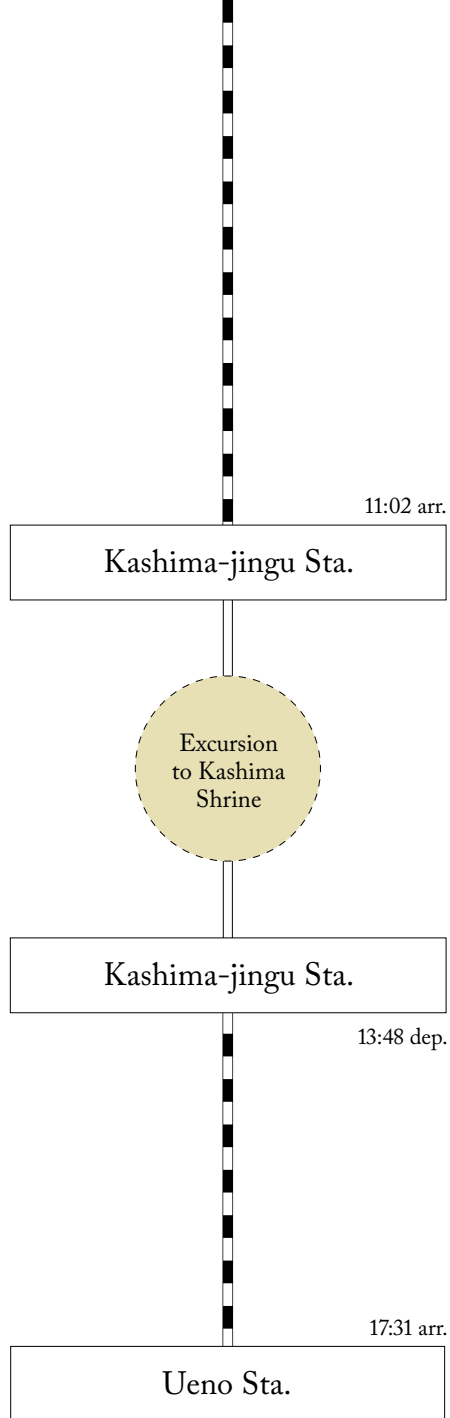 11:02 arr.
Kashima-jingu Sta.
Excursion
to Kashima
Shrine
Kashima-jingu Sta.
13:48 dep.
17:31 arr.
Ueno Sta.